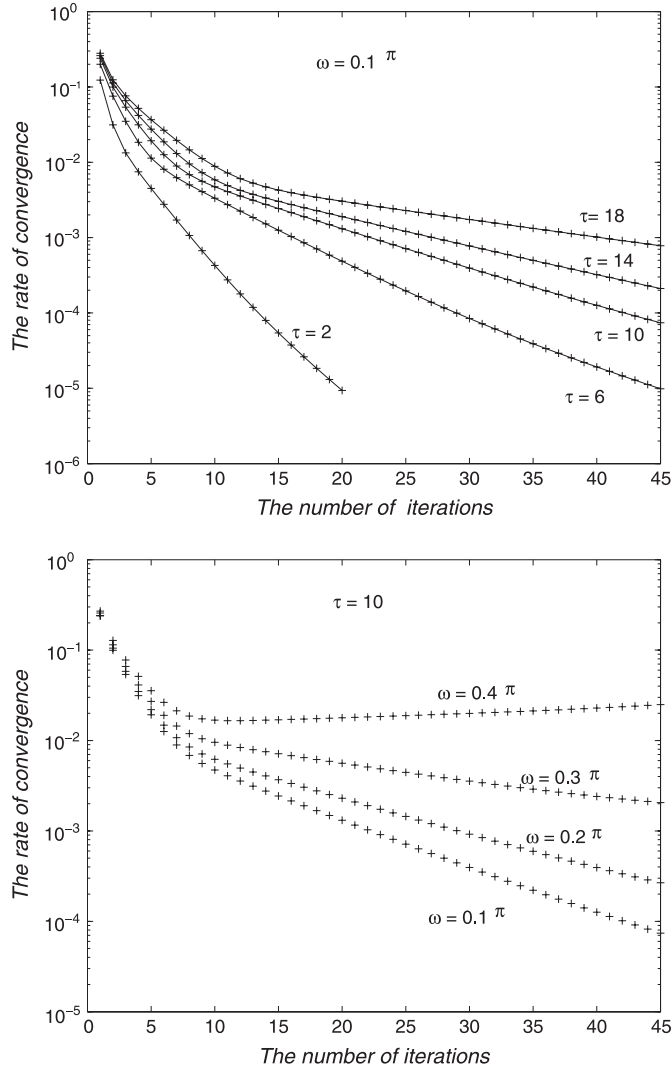 10^0
ω = 0.1 π
10^-1
The rate of convergence
10^-2
τ = 18
10^-3
τ = 14
10^-4
τ = 2
τ = 10
10^-5
τ = 6
10^-6
0 5 10 15 20 25 30 35 40 45
The number of iterations
10^0
τ = 10
10^-1
The rate of convergence
ω = 0.4 π
10^-2
ω = 0.3 π
10^-3
ω = 0.2 π
10^-4
ω = 0.1 π
10^-5
0 5 10 15 20 25 30 35 40 45
The number of iterations